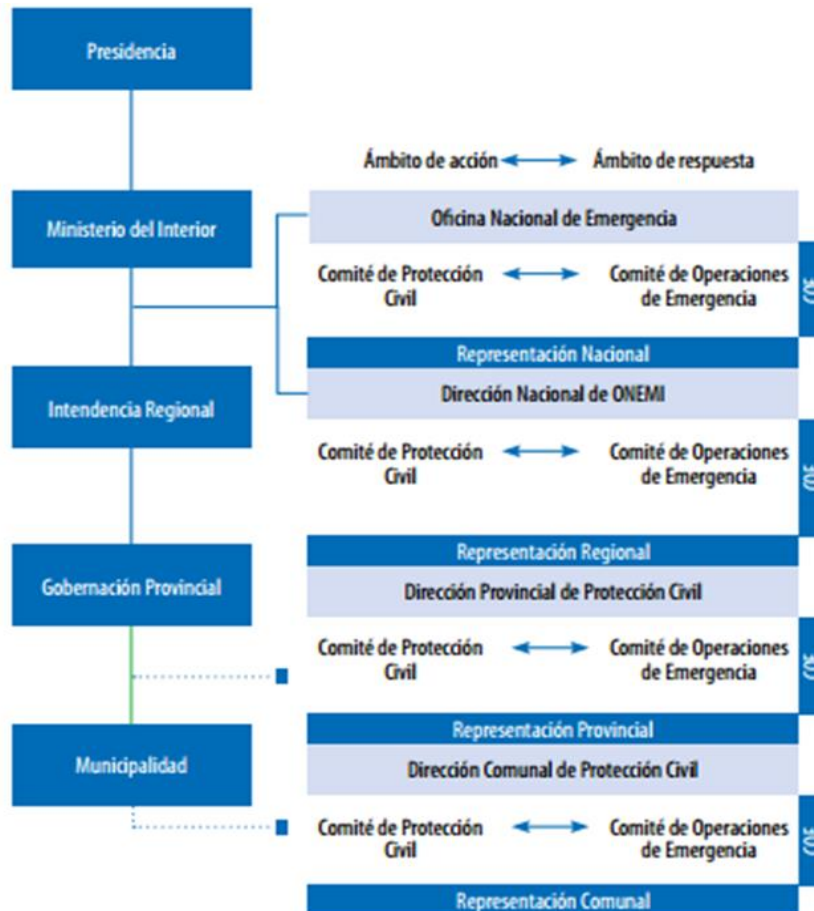 Presidencia
Ámbito de acción
Ámbito de respuesta
Ministerio del Interior
Oficina Nacional de Emergencia
Comité de Protección
Civil
Comité de Operaciones
de Emergencia
COE
Representación Nacional
Intendencia Regional
Dirección Nacional de ONEMI
Comité de Protección
Civil
Comité de Operaciones
de Emergencia
COE
Representación Regional
Gobernación Provincial
Dirección Provincial de Protección Civil
Comité de Protección
Civil
Comité de Operaciones
de Emergencia
COE
Representación Provincial
Municipalidad
Dirección Comunal de Protección Civil
Comité de Protección
Civil
Comité de Operaciones
de Emergencia
COE
Representación Comunal